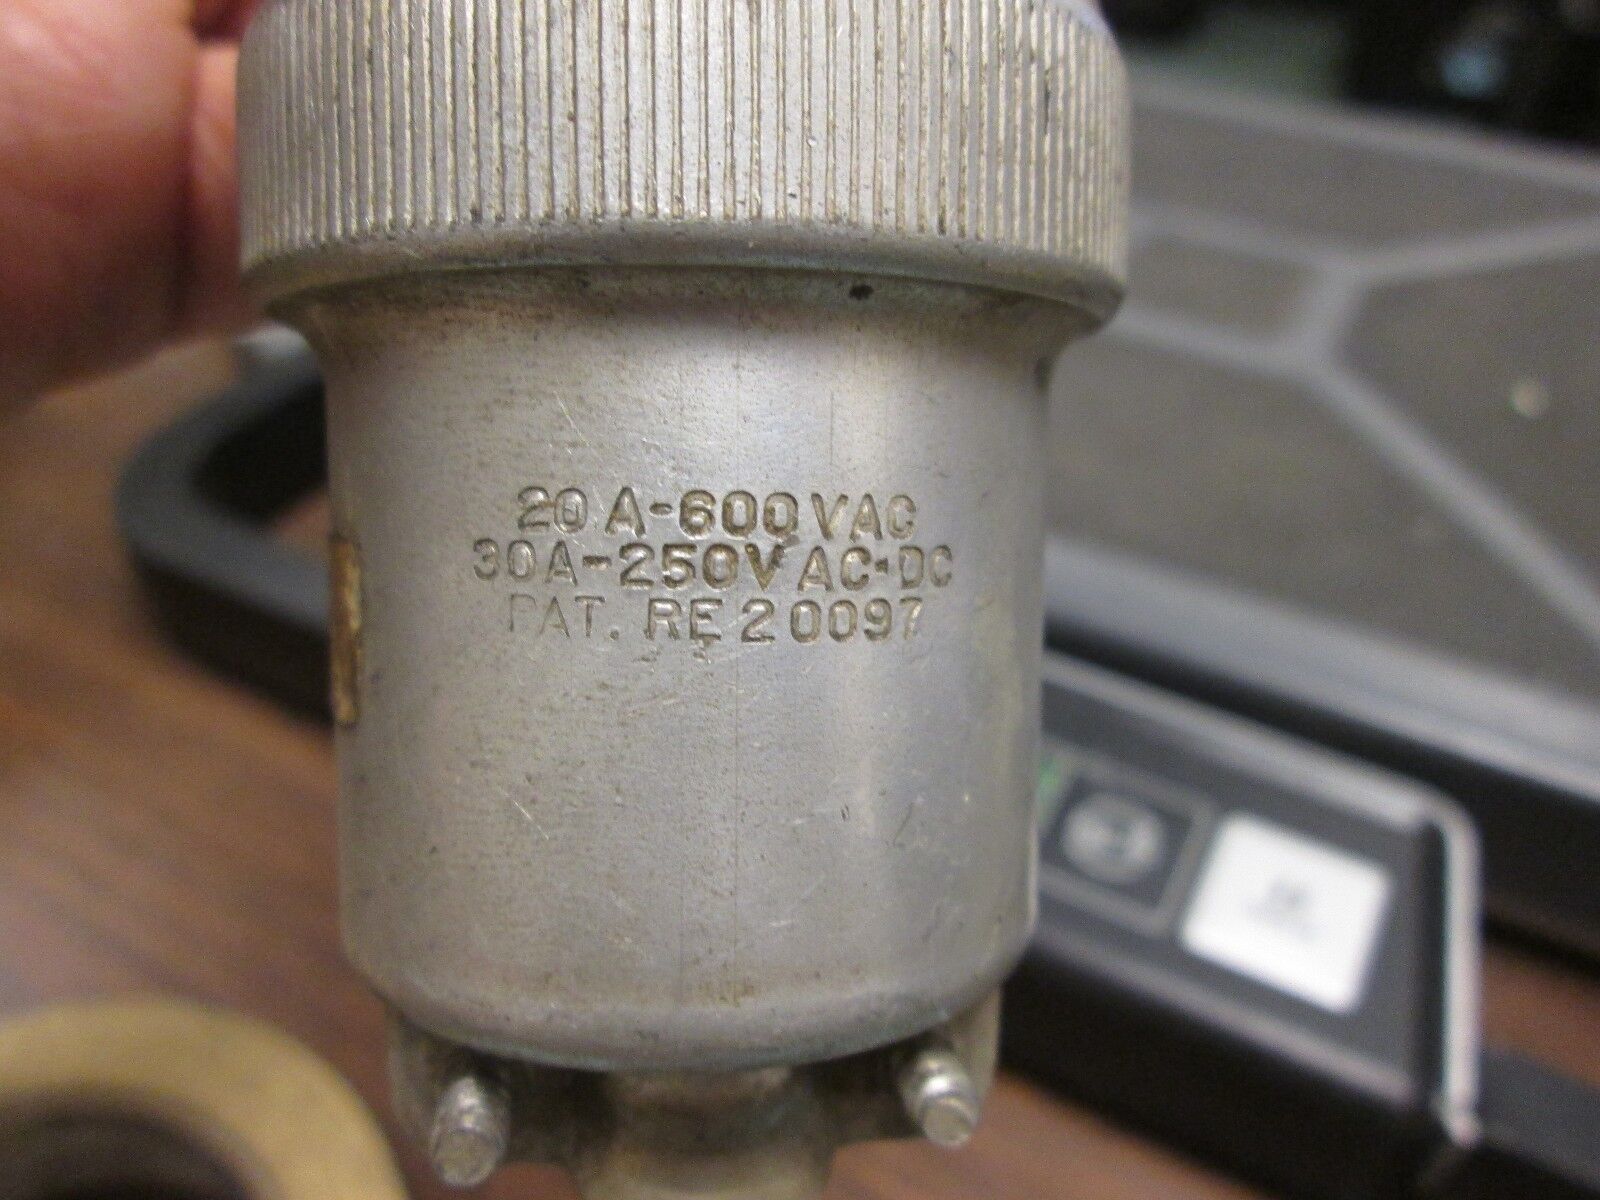 20 A-600 VAC
30A-250V AC·DC
PAT. RE 20097